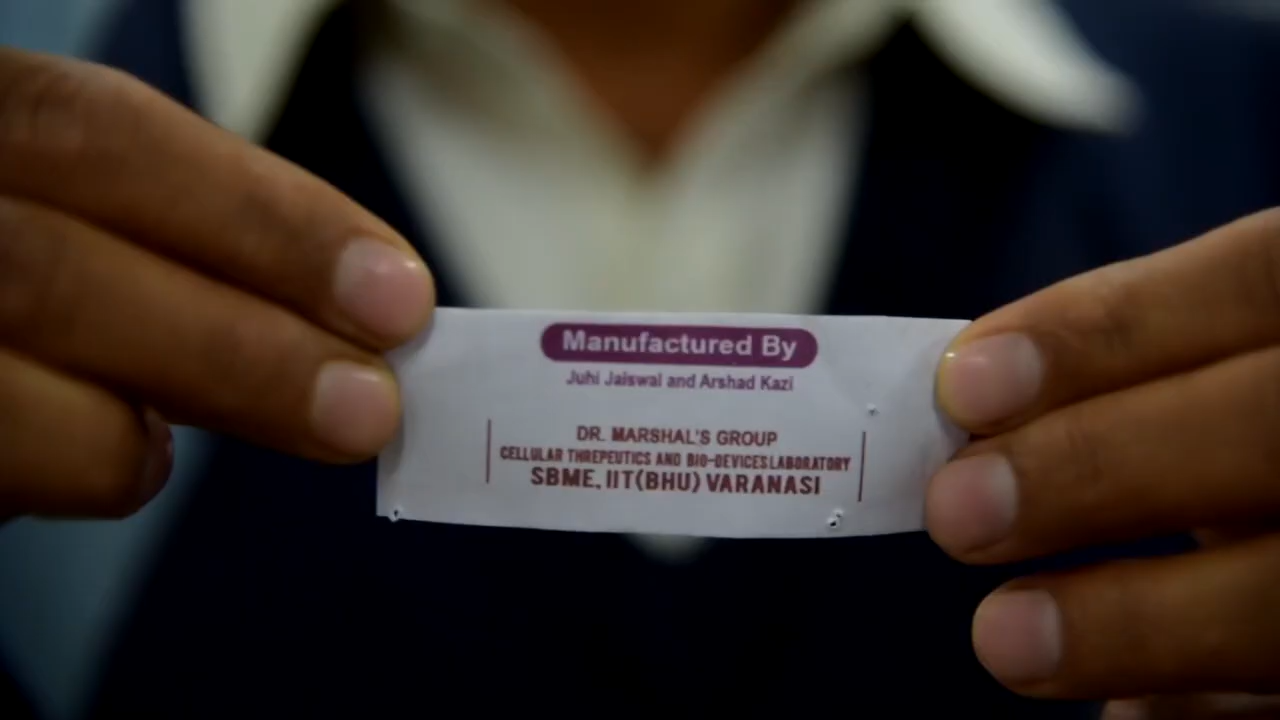 Manufactured By
Juhi Jaiswal and Arshad Kazi
DR. MARSHAL'S GROUP
CELLULAR THREPEUTICS AND BIO-DEVICES LABORATORY
SBME, IIT(BHU) VARANASI